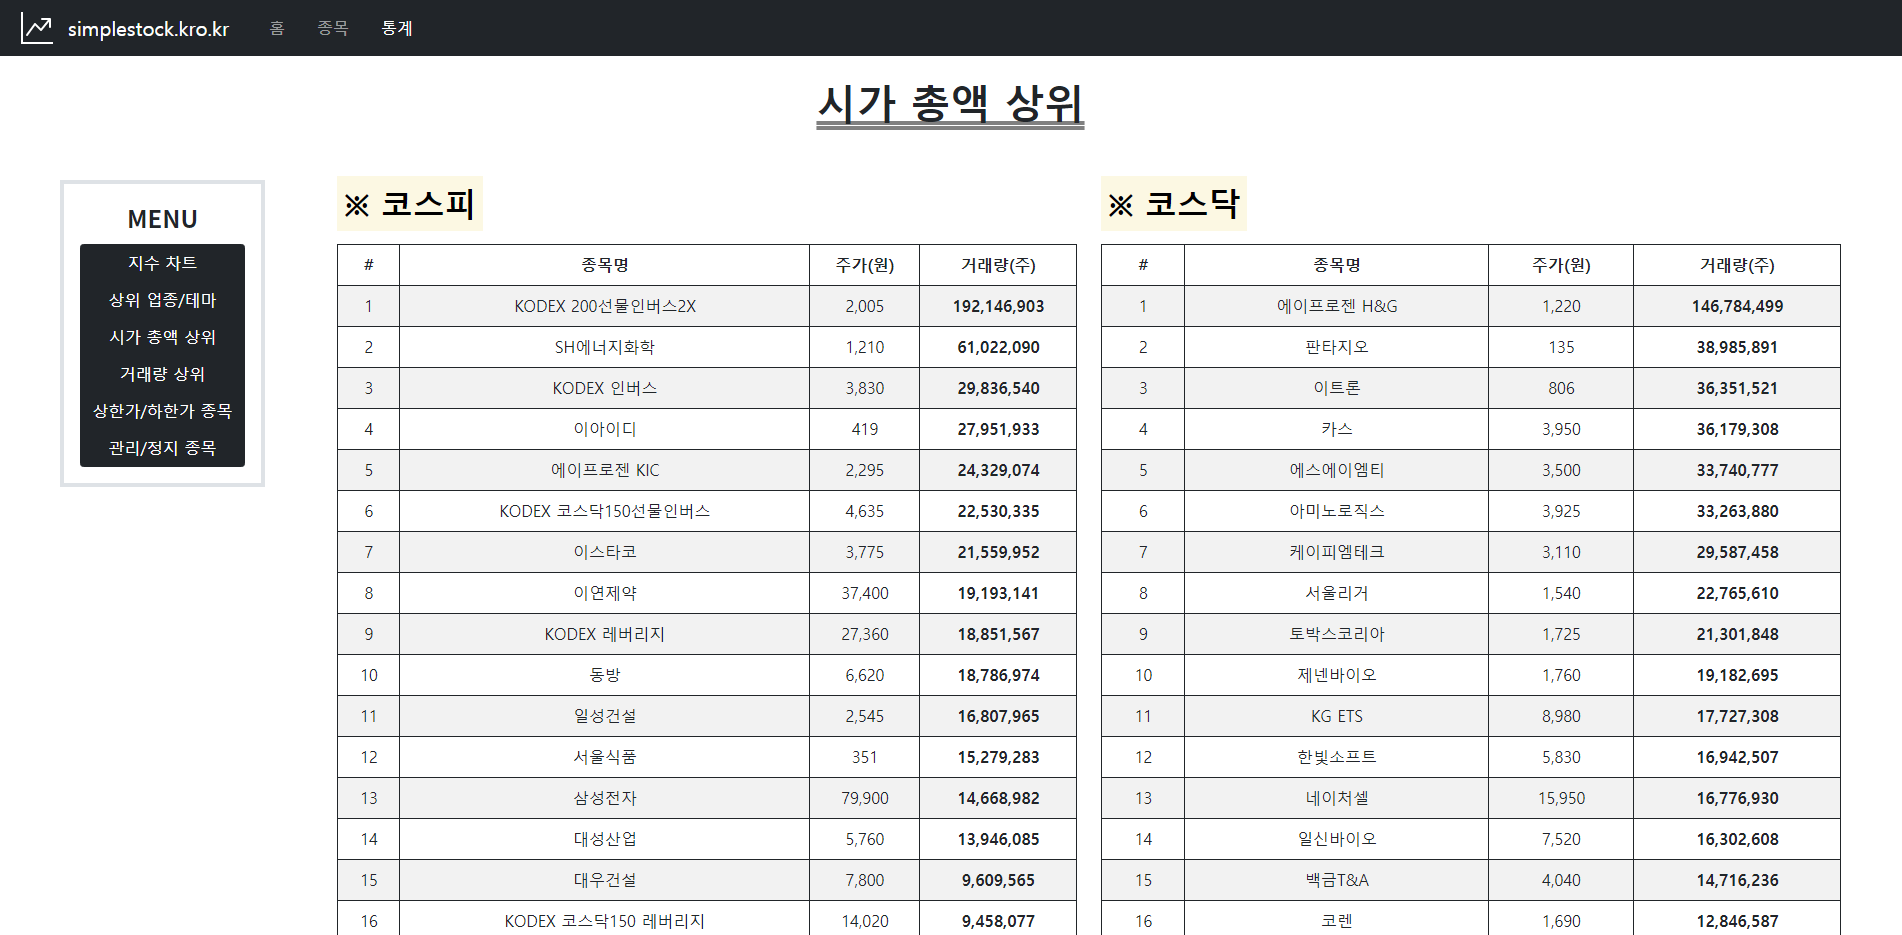 simplestock.kro.kr 홈 종목 통계
시가 총액 상위
MENU
지수 차트
상위 업종/테마
시가 총액 상위
거래량 상위
상한가/하한가 종목
관리/정지 종목
※ 코스피
# 종목명 주가(원) 거래량(주)
1 KODEX 200선물인버스2X 2,005 192,146,903
2 SH에너지화학 1,210 61,022,090
3 KODEX 인버스 3,830 29,836,540
4 이아이디 419 27,951,933
5 에이프로젠 KIC 2,295 24,329,074
6 KODEX 코스닥150선물인버스 4,635 22,530,335
7 이스타코 3,775 21,559,952
8 이연제약 37,400 19,193,141
9 KODEX 레버리지 27,360 18,851,567
10 동방 6,620 18,786,974
11 일성건설 2,545 16,807,965
12 서울식품 351 15,279,283
13 삼성전자 79,900 14,668,982
14 대성산업 5,760 13,946,085
15 대우건설 7,800 9,609,565
16 KODEX 코스닥150 레버리지 14,020 9,458,077
※ 코스닥
# 종목명 주가(원) 거래량(주)
1 에이프로젠 H&G 1,220 146,784,499
2 판타지오 135 38,985,891
3 이트론 806 36,351,521
4 카스 3,950 36,179,308
5 에스에이엠티 3,500 33,740,777
6 아미노로직스 3,925 33,263,880
7 케이피엠테크 3,110 29,587,458
8 서울리거 1,540 22,765,610
9 토박스코리아 1,725 21,301,848
10 제넨바이오 1,760 19,182,695
11 KG ETS 8,980 17,727,308
12 한빛소프트 5,830 16,942,507
13 네이처셀 15,950 16,776,930
14 일신바이오 7,520 16,302,608
15 백금T&A 4,040 14,716,236
16 코렌 1,690 12,846,587